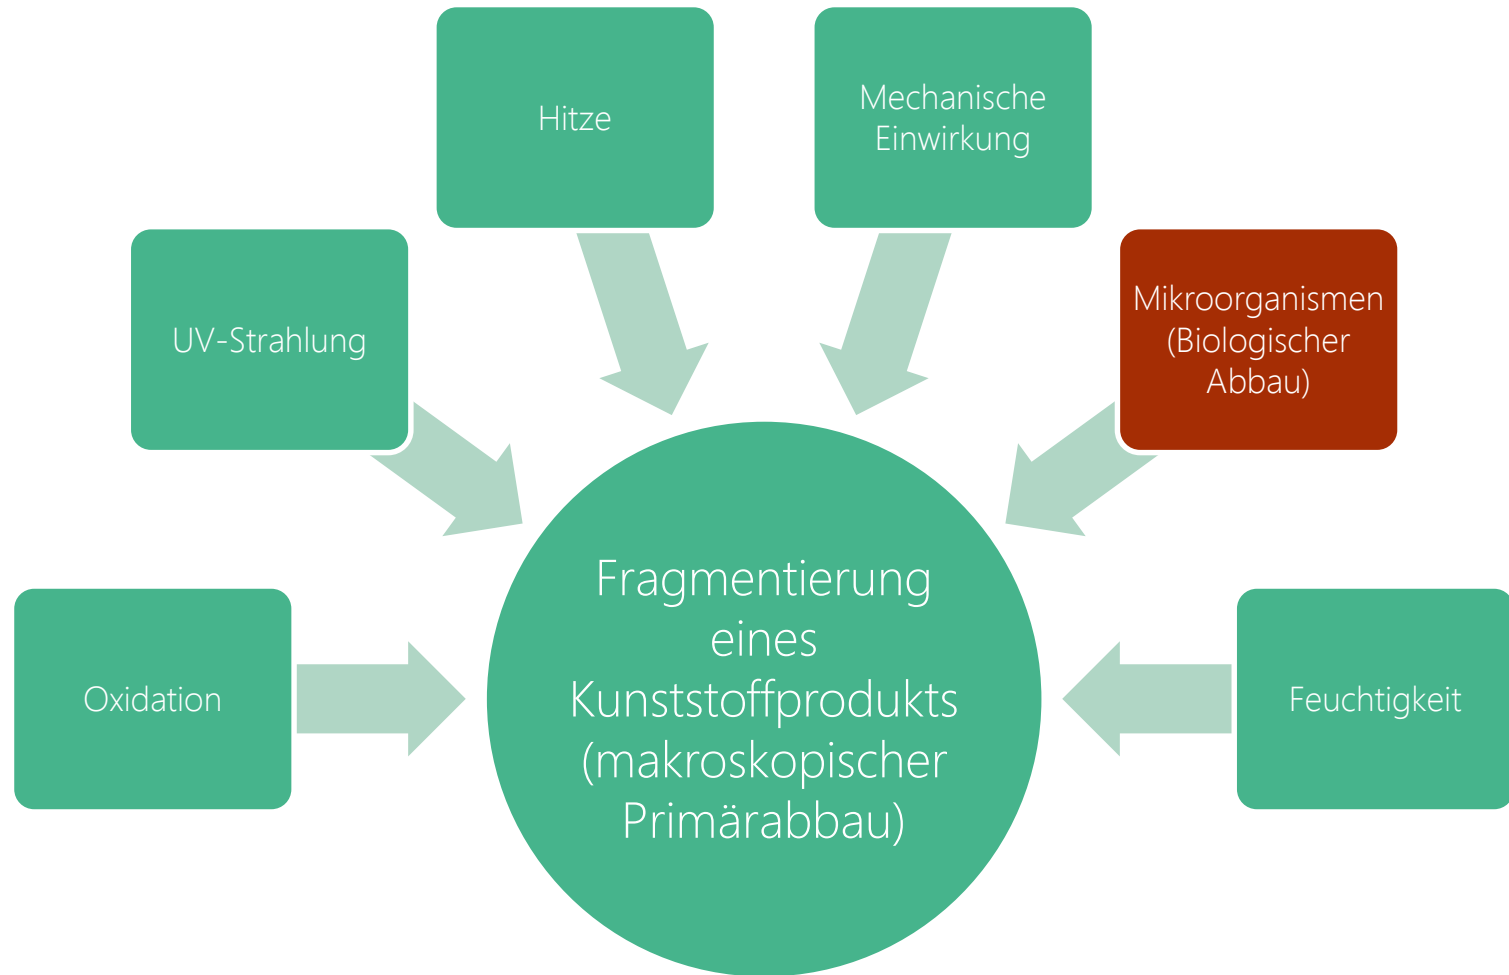 Hitze
Mechanische
Einwirkung
UV-Strahlung
Mikroorganismen
(Biologischer
Abbau)
Oxidation
Fragmentierung
eines
Kunststoffprodukts
(makroskopischer
Primärabbau)
Feuchtigkeit